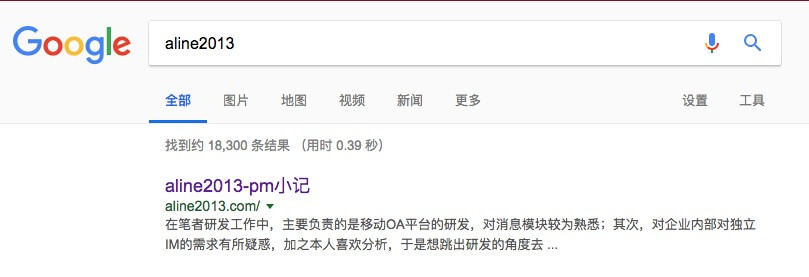 Google aline2013
全部 图片 地图 视频 新闻 更多 设置 工具
找到约 18,300 条结果 （用时 0.39 秒）
aline2013-pm小记
aline2013.com/
在笔者研发工作中，主要负责的是移动OA平台的研发，对消息模块较为熟悉；其次，对企业内部对独立
IM的需求有所疑惑，加之本人喜欢分析，于是想跳出研发的角度去 ...